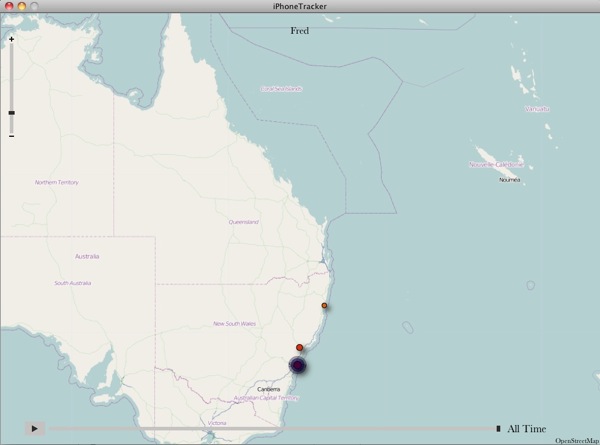 iPhoneTracker
Fred
+
Coral Sea Islands
Vanuatu
Nouvelle-Calédonie
Nouméa
Northern Territory
Queensland
Australia
South Australia
New South Wales
Canberra
Australian Capital Territory
Victoria
-
All Time
OpenStreetMap